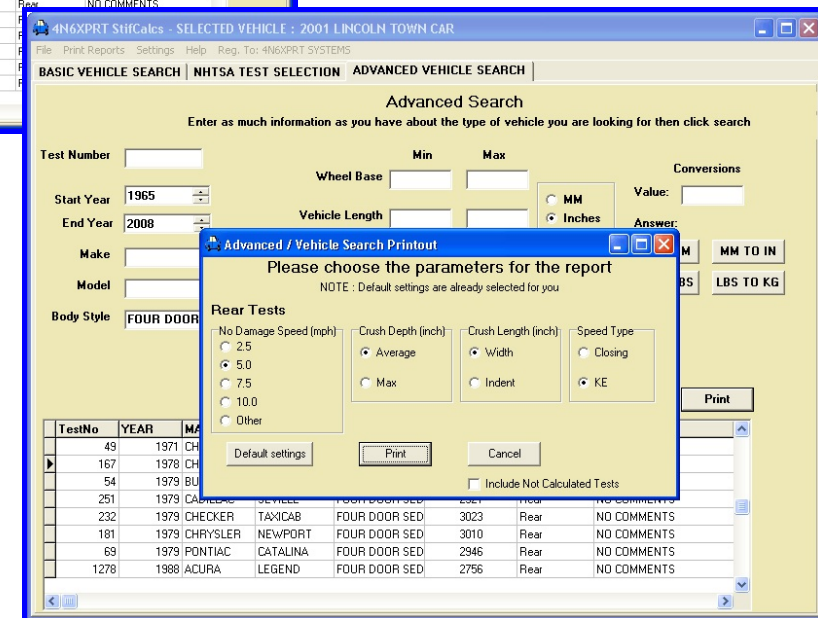 Rear NO COMMENTS
4N6XPRT StifCalcs - SELECTED VEHICLE : 2001 LINCOLN TOWN CAR
File Print Reports Settings Help Reg. To: 4N6XPRT SYSTEMS
BASIC VEHICLE SEARCH NHTSA TEST SELECTION ADVANCED VEHICLE SEARCH
Advanced Search
Enter as much information as you have about the type of vehicle you are looking for then click search
Test Number
Min Max
Wheel Base
Conversions
Start Year 1965
MM
Value:
End Year 2008
Vehicle Length
Inches
Answer:
Make
MM TO IN
Model
LBS TO KG
Body Style FOUR DOOR
Advanced / Vehicle Search Printout
Please choose the parameters for the report
NOTE : Default settings are already selected for you
Rear Tests
No Damage Speed (mph) Crush Depth (inch) Crush Length (inch) Speed Type
2.5
5.0
7.5
10.0
Other
Average
Max
Width
Indent
Closing
KE
Default settings Print Cancel
Include Not Calculated Tests
Print
TestNo YEAR
49 1971 CH
167 1978 CH
54 1979 BU
251 1979 CADILLAC SEVILLE FOUR DOOR SED Rear NO COMMENTS
232 1979 CHECKER TAXICAB FOUR DOOR SED 3023 Rear NO COMMENTS
181 1979 CHRYSLER NEWPORT FOUR DOOR SED 3010 Rear NO COMMENTS
69 1979 PONTIAC CATALINA FOUR DOOR SED 2946 Rear NO COMMENTS
1278 1988 ACURA LEGEND FOUR DOOR SED 2756 Rear NO COMMENTS